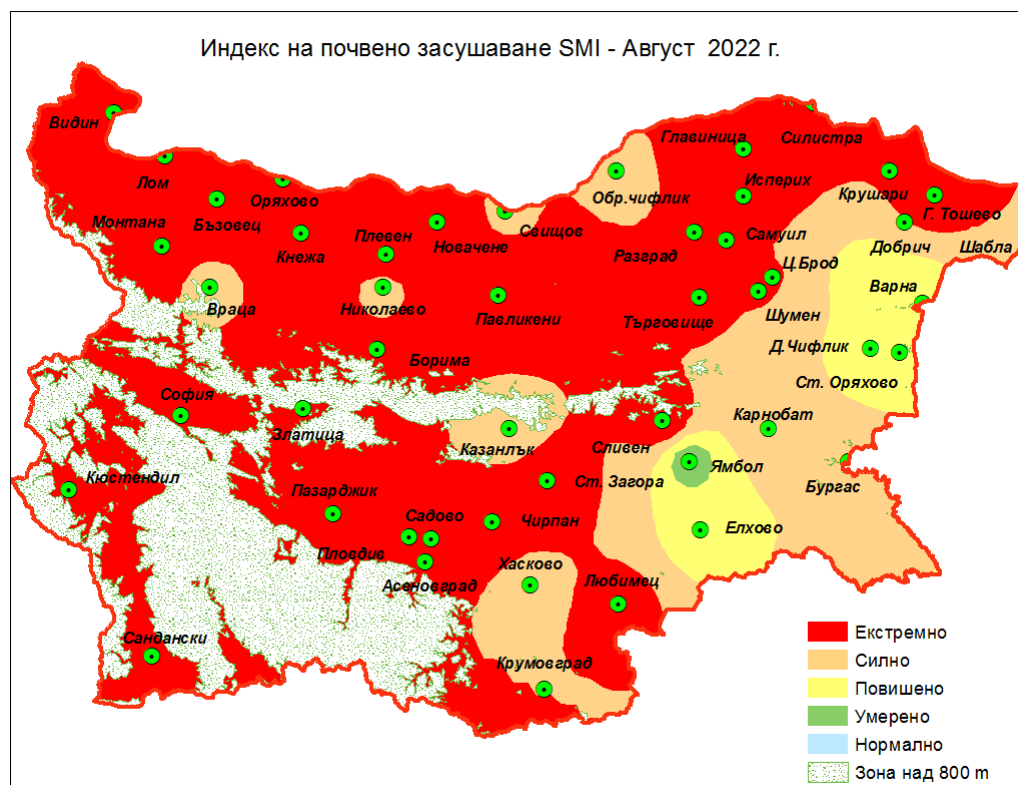 Индекс на почвено засушаване SMI - Август 2022 г.
Видин
Главиница
Силистра
Лом
Обр.чифлик
Исперих
Крушари
Оряхово
Г. Тошево
Монтана
Бъзовец
Плевен
Новачене
Свищов
Самуил
Добрич
Шабла
Кнежа
Разград
Ц.Брод
Варна
Враца
Николаево
Павликени
Търговище
Шумен
Борима
Д.Чифлик
Ст. Оряхово
София
Златица
Казанлък
Сливен
Карнобат
Кюстендил
Пазарджик
Ст. Загора
Ямбол
Бургас
Садово
Чирпан
Елхово
Пловдив
Асеновград
Хасково
Любимец
Сандански
Крумовград
Екстремно
Силно
Повишено
Умерено
Нормално
Зона над 800 m